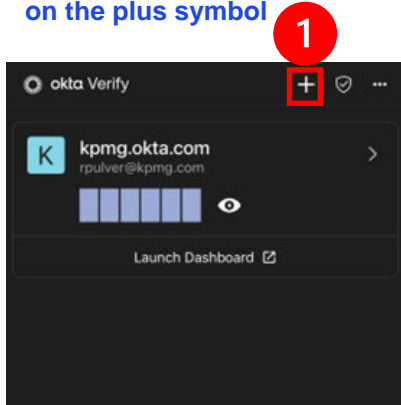 on the plus symbol
1
okta Verify
K
kpmg.okta.com
rpulver@kpmg.com
Launch Dashboard